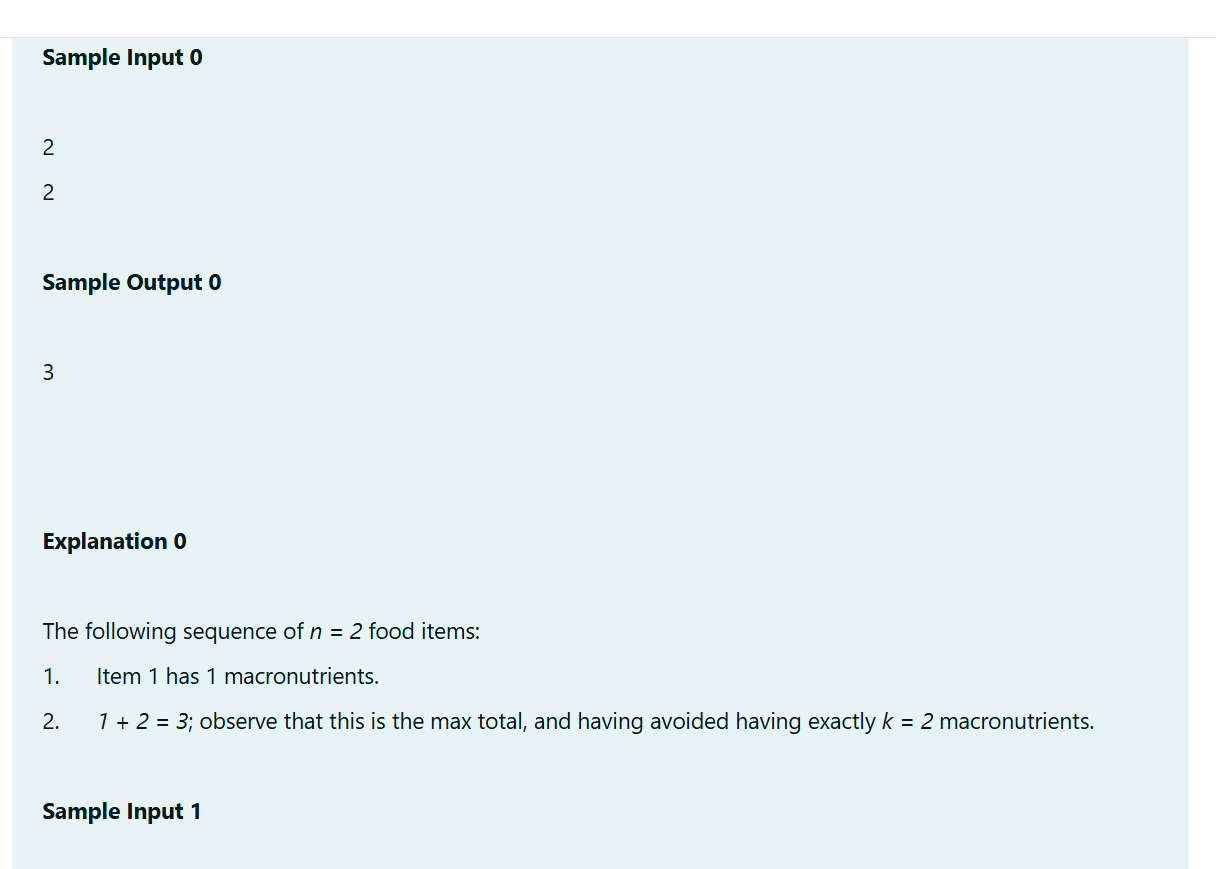 Sample Input 0
2
2
Sample Output 0
3
Explanation 0
The following sequence of n = 2 food items:
1. Item 1 has 1 macronutrients.
2. 1 + 2 = 3; observe that this is the max total, and having avoided having exactly k = 2 macronutrients.
Sample Input 1